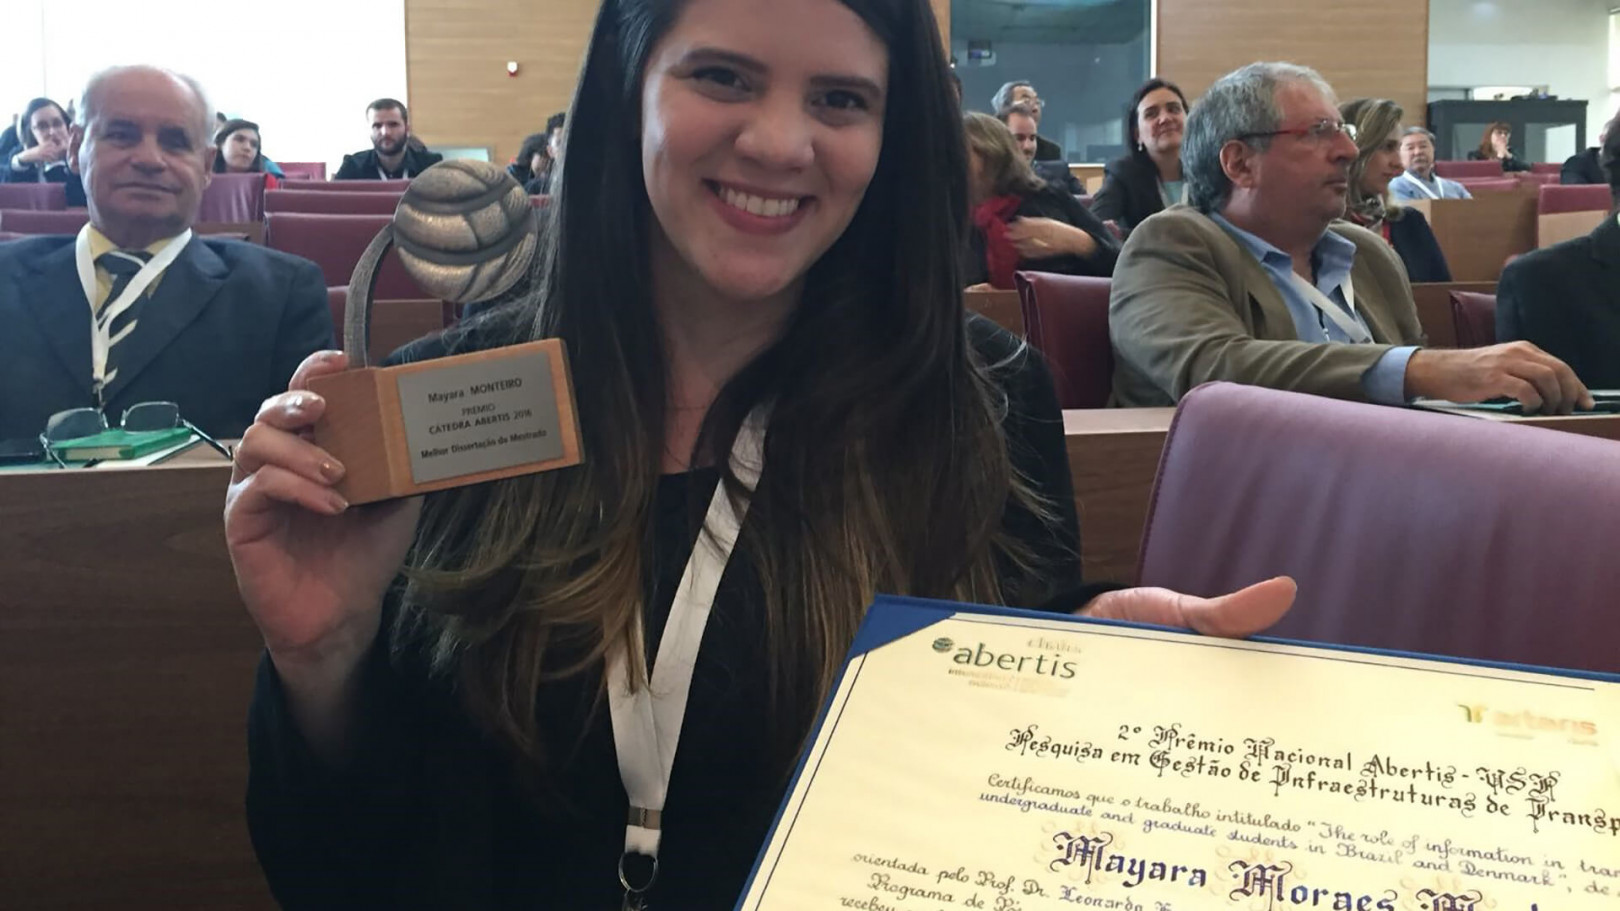 Mayara MONTEIRO
PREMIO
CÁTEDRA ABERTIS 2016
Melhor Dissertação de Mestrado
abertis
arteris
2º Prêmio Nacional Abertis - USP
Pesquisa em Gestão de Infraestruturas de Transp
Certificamos que o trabalho intitulado "The role of information in tra
undergraduate and graduate students in Brazil and Denmark", de
Mayara Moraes M
orientada pelo Prof. Dr. Leonardo
Programa de
recebeu